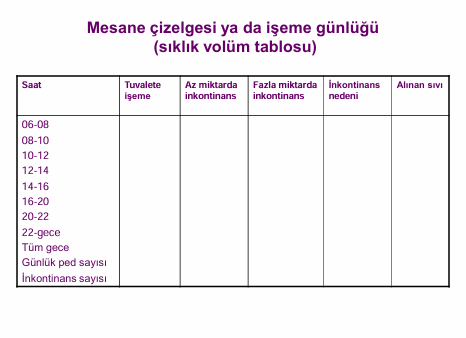 Mesane çizelgesi ya da işeme günlüğü
(sıklık volüm tablosu)
Saat
Tuvalete
işeme
Az miktarda
inkontinans
Fazla miktarda
inkontinans
İnkontinans
nedeni
Alınan sıvı
06-08
08-10
10-12
12-14
14-16
16-20
20-22
22-gece
Tüm gece
Günlük ped sayısı
İnkontinans sayısı